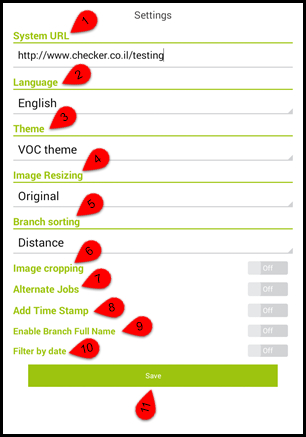 Settings
1
System URL
http://www.checker.co.il/testing
2
Language
English
3
Theme
VOC theme
4
Image Resizing
Original
5
Branch sorting
Distance
6
Image cropping Off
7
Alternate Jobs Off
8
Add Time Stamp Off
9
Enable Branch Full Name Off
10
Filter by date Off
Save
11